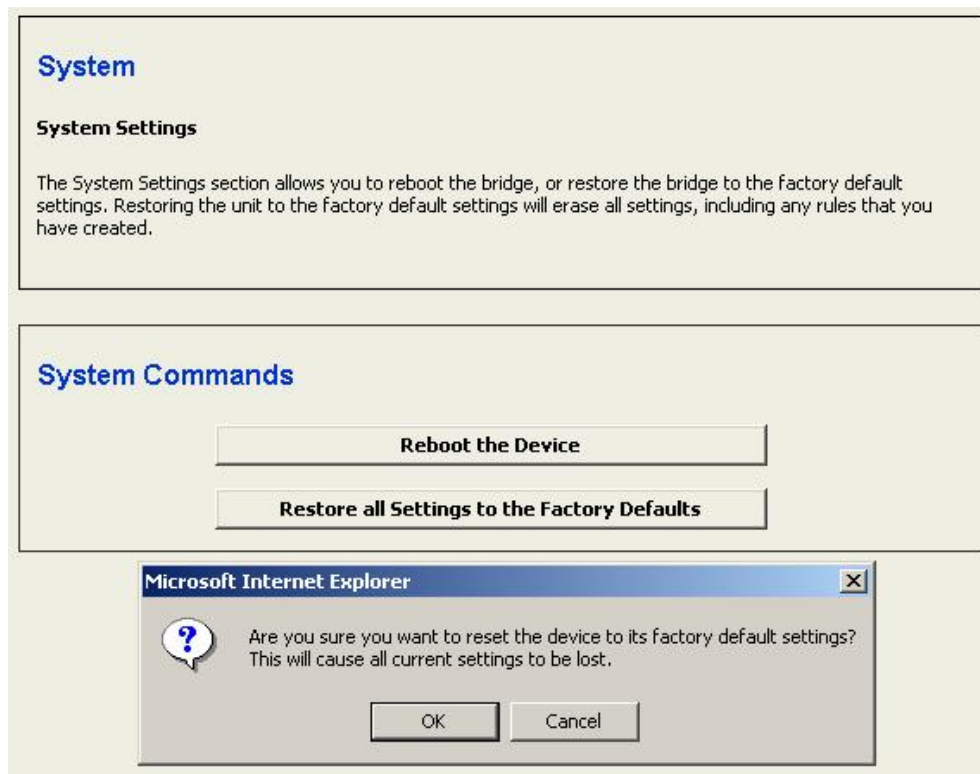 System
System Settings
The System Settings section allows you to reboot the bridge, or restore the bridge to the factory default
settings. Restoring the unit to the factory default settings will erase all settings, including any rules that you
have created.
System Commands
Reboot the Device
Restore all Settings to the Factory Defaults
Microsoft Internet Explorer
Are you sure you want to reset the device to its factory default settings?
This will cause all current settings to be lost.
OK
Cancel